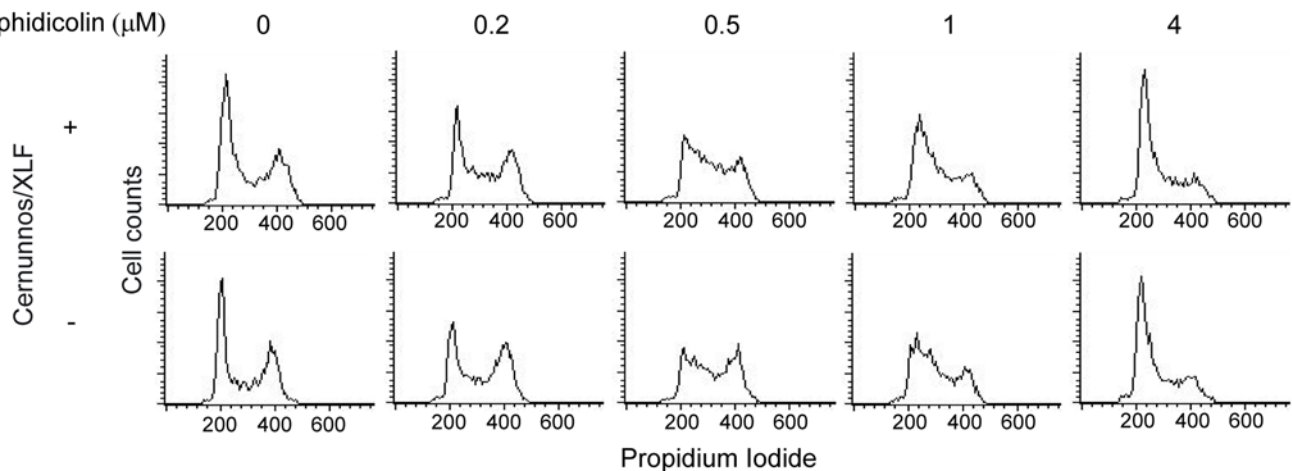 phidicolin (μM) 0 0.2 0.5 1 4
Cernunnos/XLF
+
-
Cell counts
200 400 600 200 400 600 200 400 600 200 400 600 200 400 600
200 400 600 200 400 600 200 400 600 200 400 600 200 400 600
Propidium Iodide